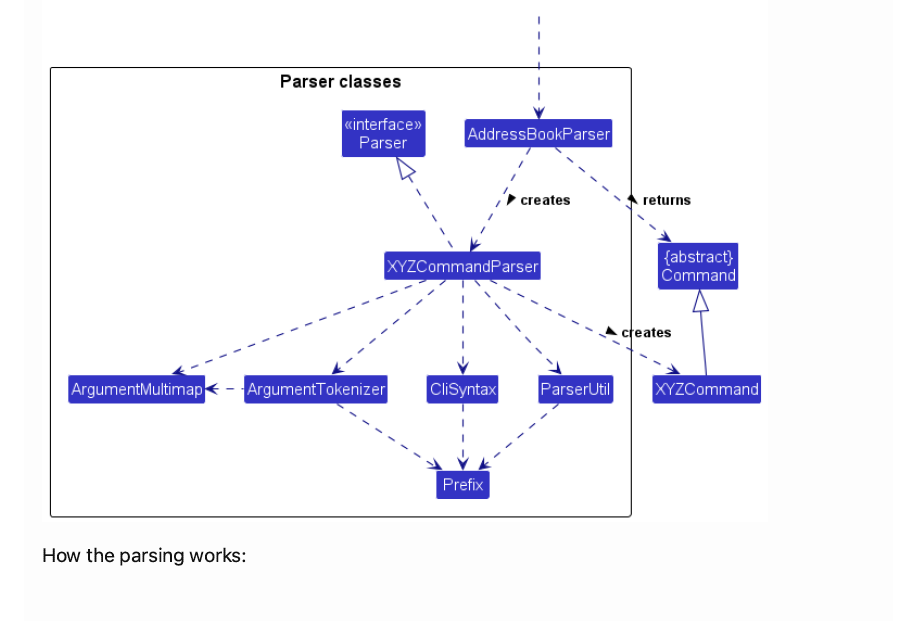 Parser classes
«interface»
Parser
AddressBookParser
creates
returns
XYZCommandParser
{abstract}
Command
creates
ArgumentMultimap
ArgumentTokenizer
CliSyntax
ParserUtil
XYZCommand
Prefix
How the parsing works: